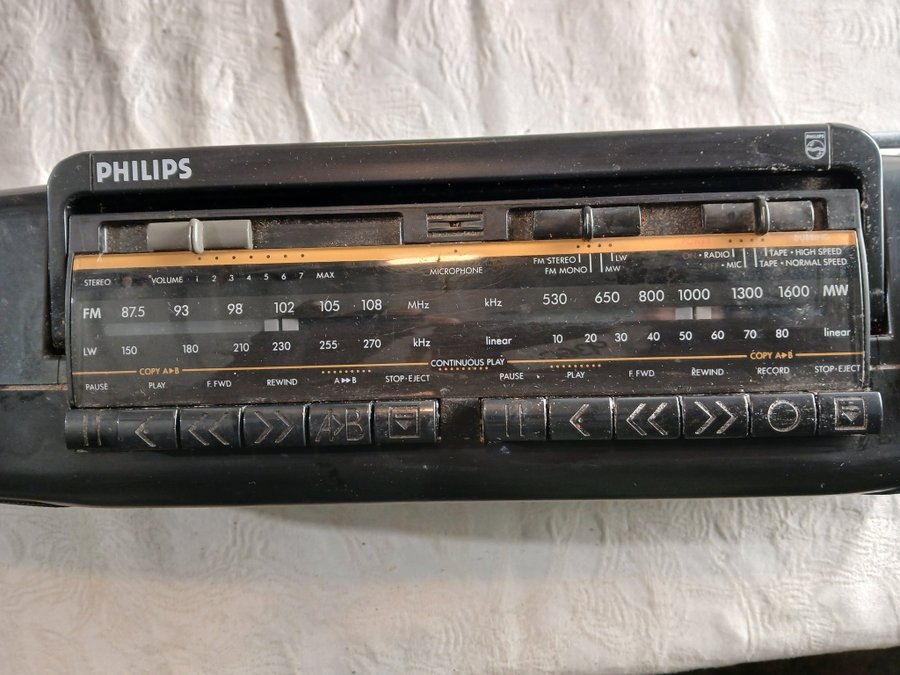 PHILIPS
STEREO VOLUME 1 2 3 4 5 6 7 MAX MICROPHONE FM STEREO LW RADIO TAPE • HIGH SPEED
FM MONO MW • MIC TAPE • NORMAL SPEED
FM 87.5 93 98 102 105 108 MHz kHz 530 650 800 1000 1300 1600 MW
LW 150 180 210 230 255 270 kHz linear 10 20 30 40 50 60 70 80 linear
COPY A▶B CONTINUOUS PLAY COPY A▶B
PAUSE PLAY F. FWD REWIND A▶▶B STOP•EJECT PAUSE PLAY F. FWD REWIND RECORD STOP•EJECT
A▷B